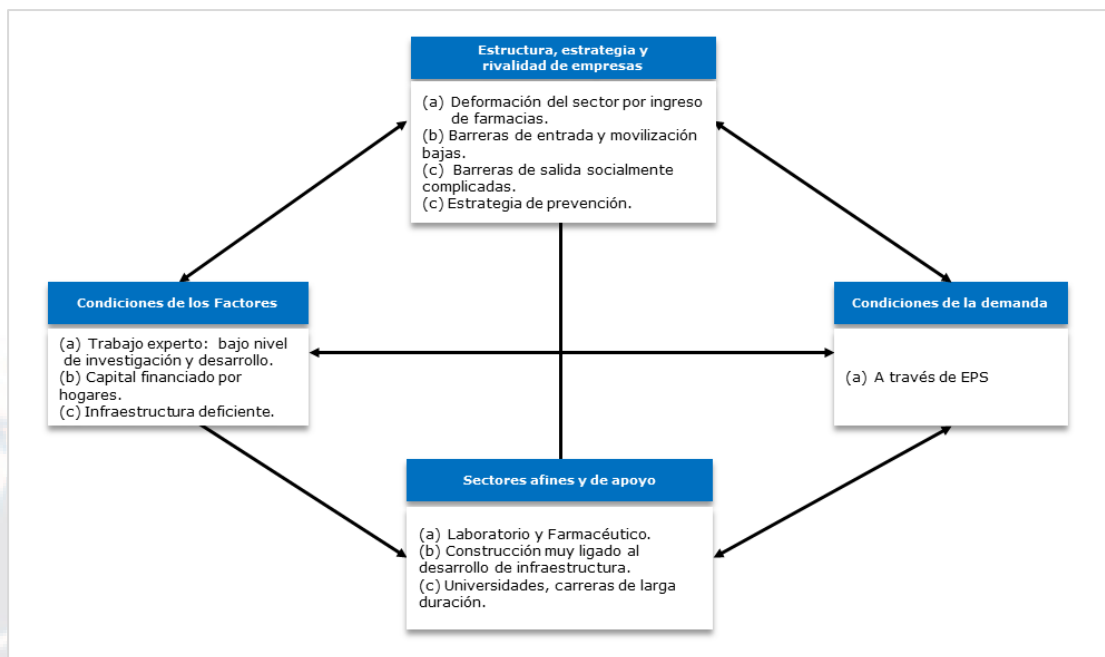 Estructura, estrategia y
rivalidad de empresas
(a) Deformación del sector por ingreso
de farmacias.
(b) Barreras de entrada y movilización
bajas.
(c) Barreras de salida socialmente
complicadas.
(c) Estrategia de prevención.
Condiciones de los Factores
(a) Trabajo experto: bajo nivel
de investigación y desarrollo.
(b) Capital financiado por
hogares.
(c) Infraestructura deficiente.
Condiciones de la demanda
(a) A través de EPS
Sectores afines y de apoyo
(a) Laboratorio y Farmacéutico.
(b) Construcción muy ligado al
desarrollo de infraestructura.
(c) Universidades, carreras de larga
duración.